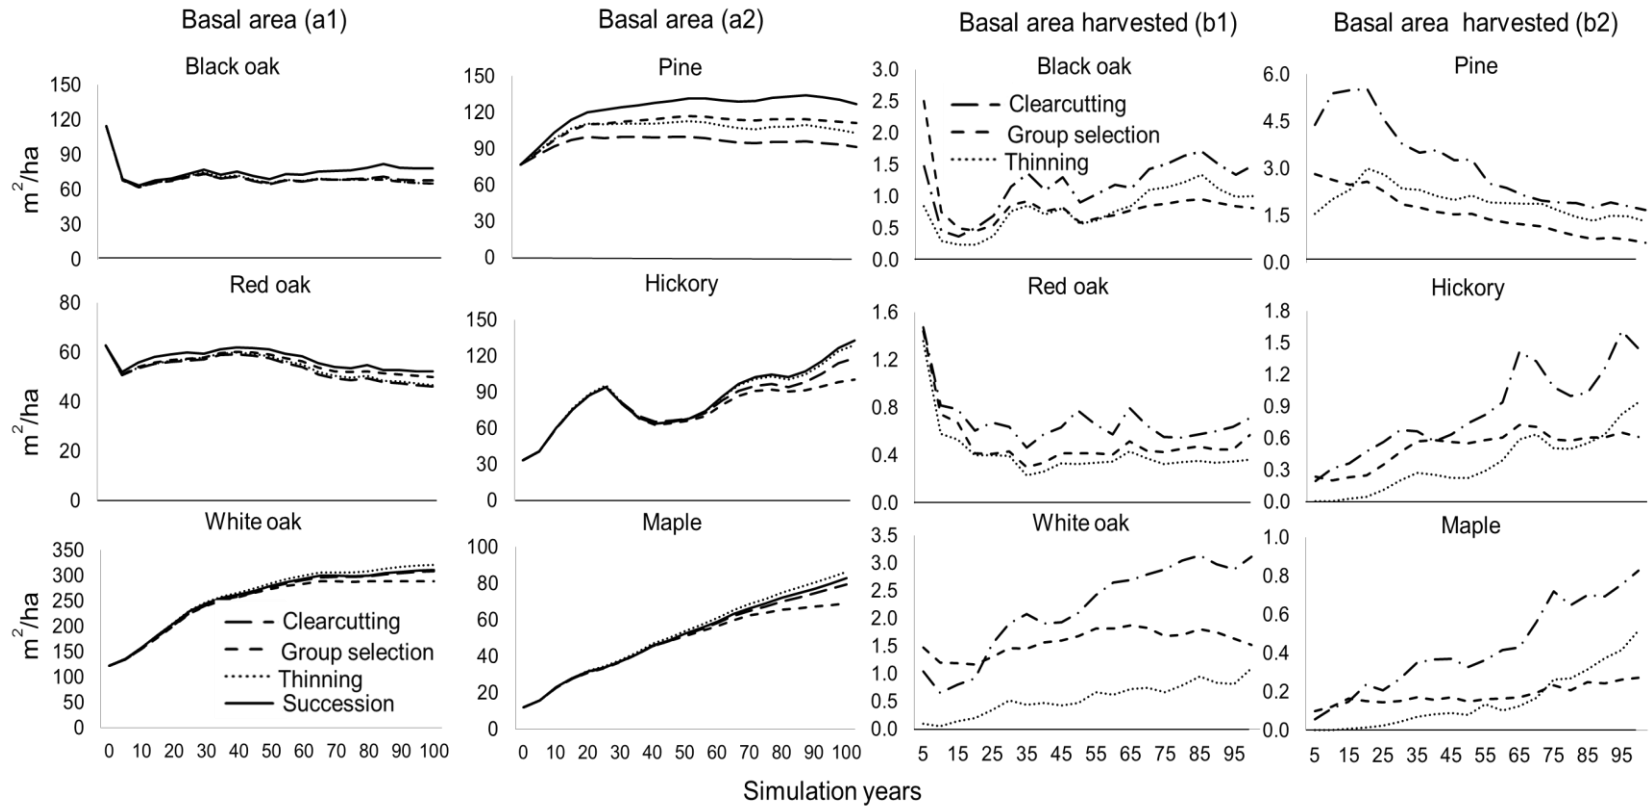 Basal area (a1)
Basal area (a2)
Basal area harvested (b1)
Basal area harvested (b2)
Black oak
150
120
90
60
30
0
m²/ha
Pine
150
120
90
60
30
0
Black oak
3.0
2.5
2.0
1.5
1.0
0.5
0.0
Clearcutting
Group selection
Thinning
Pine
6.0
4.5
3.0
1.5
0.0
Red oak
80
60
40
20
0
m²/ha
Hickory
150
120
90
60
30
0
Red oak
1.6
1.2
0.8
0.4
0.0
Hickory
1.8
1.5
1.2
0.9
0.6
0.3
0.0
White oak
350
300
250
200
150
100
50
0
m²/ha
Clearcutting
Group selection
Thinning
Succession
0 10 20 30 40 50 60 70 80 90 100
Maple
100
80
60
40
20
0
0 10 20 30 40 50 60 70 80 90 100
White oak
3.5
3.0
2.5
2.0
1.5
1.0
0.5
0.0
5 15 25 35 45 55 65 75 85 95
Maple
1.0
0.8
0.6
0.4
0.2
0.0
5 15 25 35 45 55 65 75 85 95
Simulation years